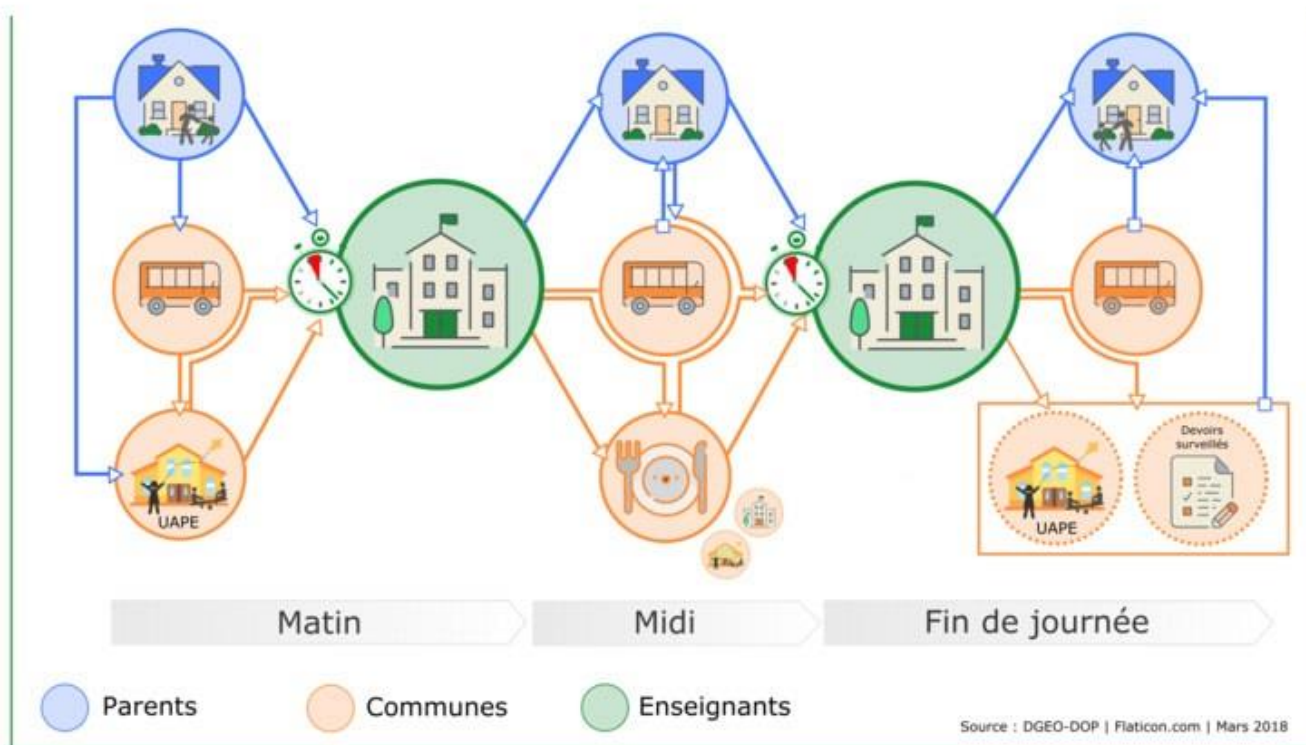 Devoirs
surveillés
UAPE
UAPE
Matin
Midi
Fin de journée
Parents
Communes
Enseignants
Source : DGEO-DOP | Flaticon.com | Mars 2018